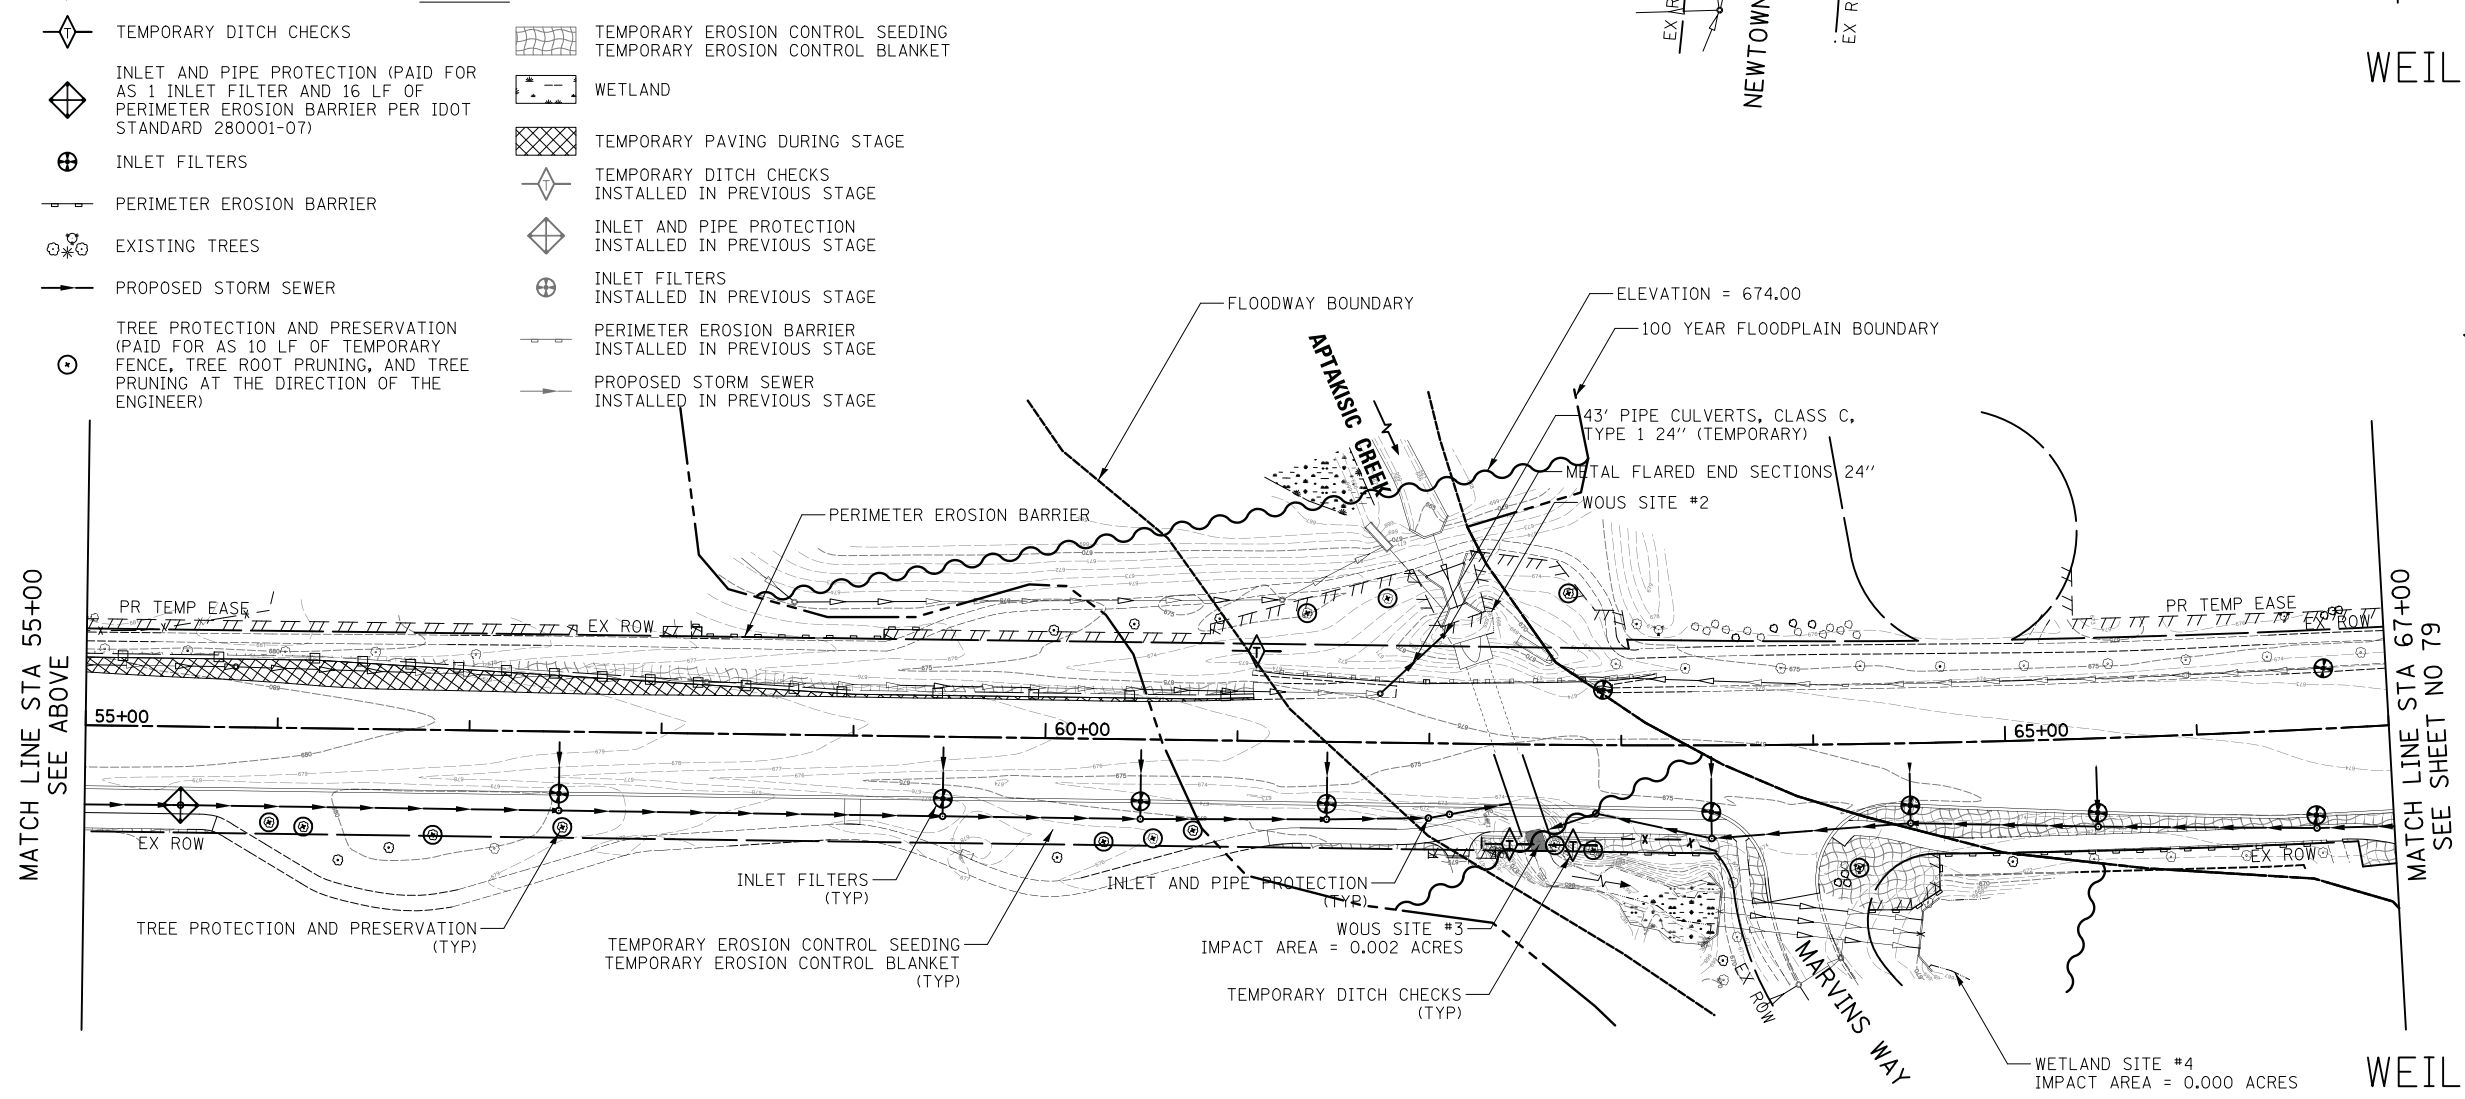 TEMPORARY DITCH CHECKS
INLET AND PIPE PROTECTION (PAID FOR
AS 1 INLET FILTER AND 16 LF OF
PERIMETER EROSION BARRIER PER IDOT
STANDARD 280001-07)
INLET FILTERS
PERIMETER EROSION BARRIER
EXISTING TREES
PROPOSED STORM SEWER
TREE PROTECTION AND PRESERVATION
(PAID FOR AS 10 LF OF TEMPORARY
FENCE, TREE ROOT PRUNING, AND TREE
PRUNING AT THE DIRECTION OF THE
ENGINEER)
TEMPORARY EROSION CONTROL SEEDING
TEMPORARY EROSION CONTROL BLANKET
WETLAND
TEMPORARY PAVING DURING STAGE
TEMPORARY DITCH CHECKS
INSTALLED IN PREVIOUS STAGE
INLET AND PIPE PROTECTION
INSTALLED IN PREVIOUS STAGE
INLET FILTERS
INSTALLED IN PREVIOUS STAGE
PERIMETER EROSION BARRIER
INSTALLED IN PREVIOUS STAGE
PROPOSED STORM SEWER
INSTALLED IN PREVIOUS STAGE
EX R
NEWTOWN
EX R
WEIL
FLOODWAY BOUNDARY
ELEVATION = 674.00
100 YEAR FLOODPLAIN BOUNDARY
APTAKISIC CREEK
43' PIPE CULVERTS, CLASS C,
TYPE 1 24" (TEMPORARY)
METAL FLARED END SECTIONS 24"
WOUS SITE #2
PERIMETER EROSION BARRIER
MATCH LINE STA 55+00
SEE ABOVE
PR TEMP EASE
EX ROW
PR TEMP EASE
EX ROW
MATCH LINE STA 67+00
SEE SHEET NO 79
55+00
60+00
65+00
EX ROW
EX ROW
INLET FILTERS
(TYP)
INLET AND PIPE PROTECTION
(TYP)
TREE PROTECTION AND PRESERVATION
(TYP)
TEMPORARY EROSION CONTROL SEEDING
TEMPORARY EROSION CONTROL BLANKET
(TYP)
WOUS SITE #3
IMPACT AREA = 0.002 ACRES
TEMPORARY DITCH CHECKS
(TYP)
EX ROW
MARVINS WAY
WETLAND SITE #4
IMPACT AREA = 0.000 ACRES
WEIL